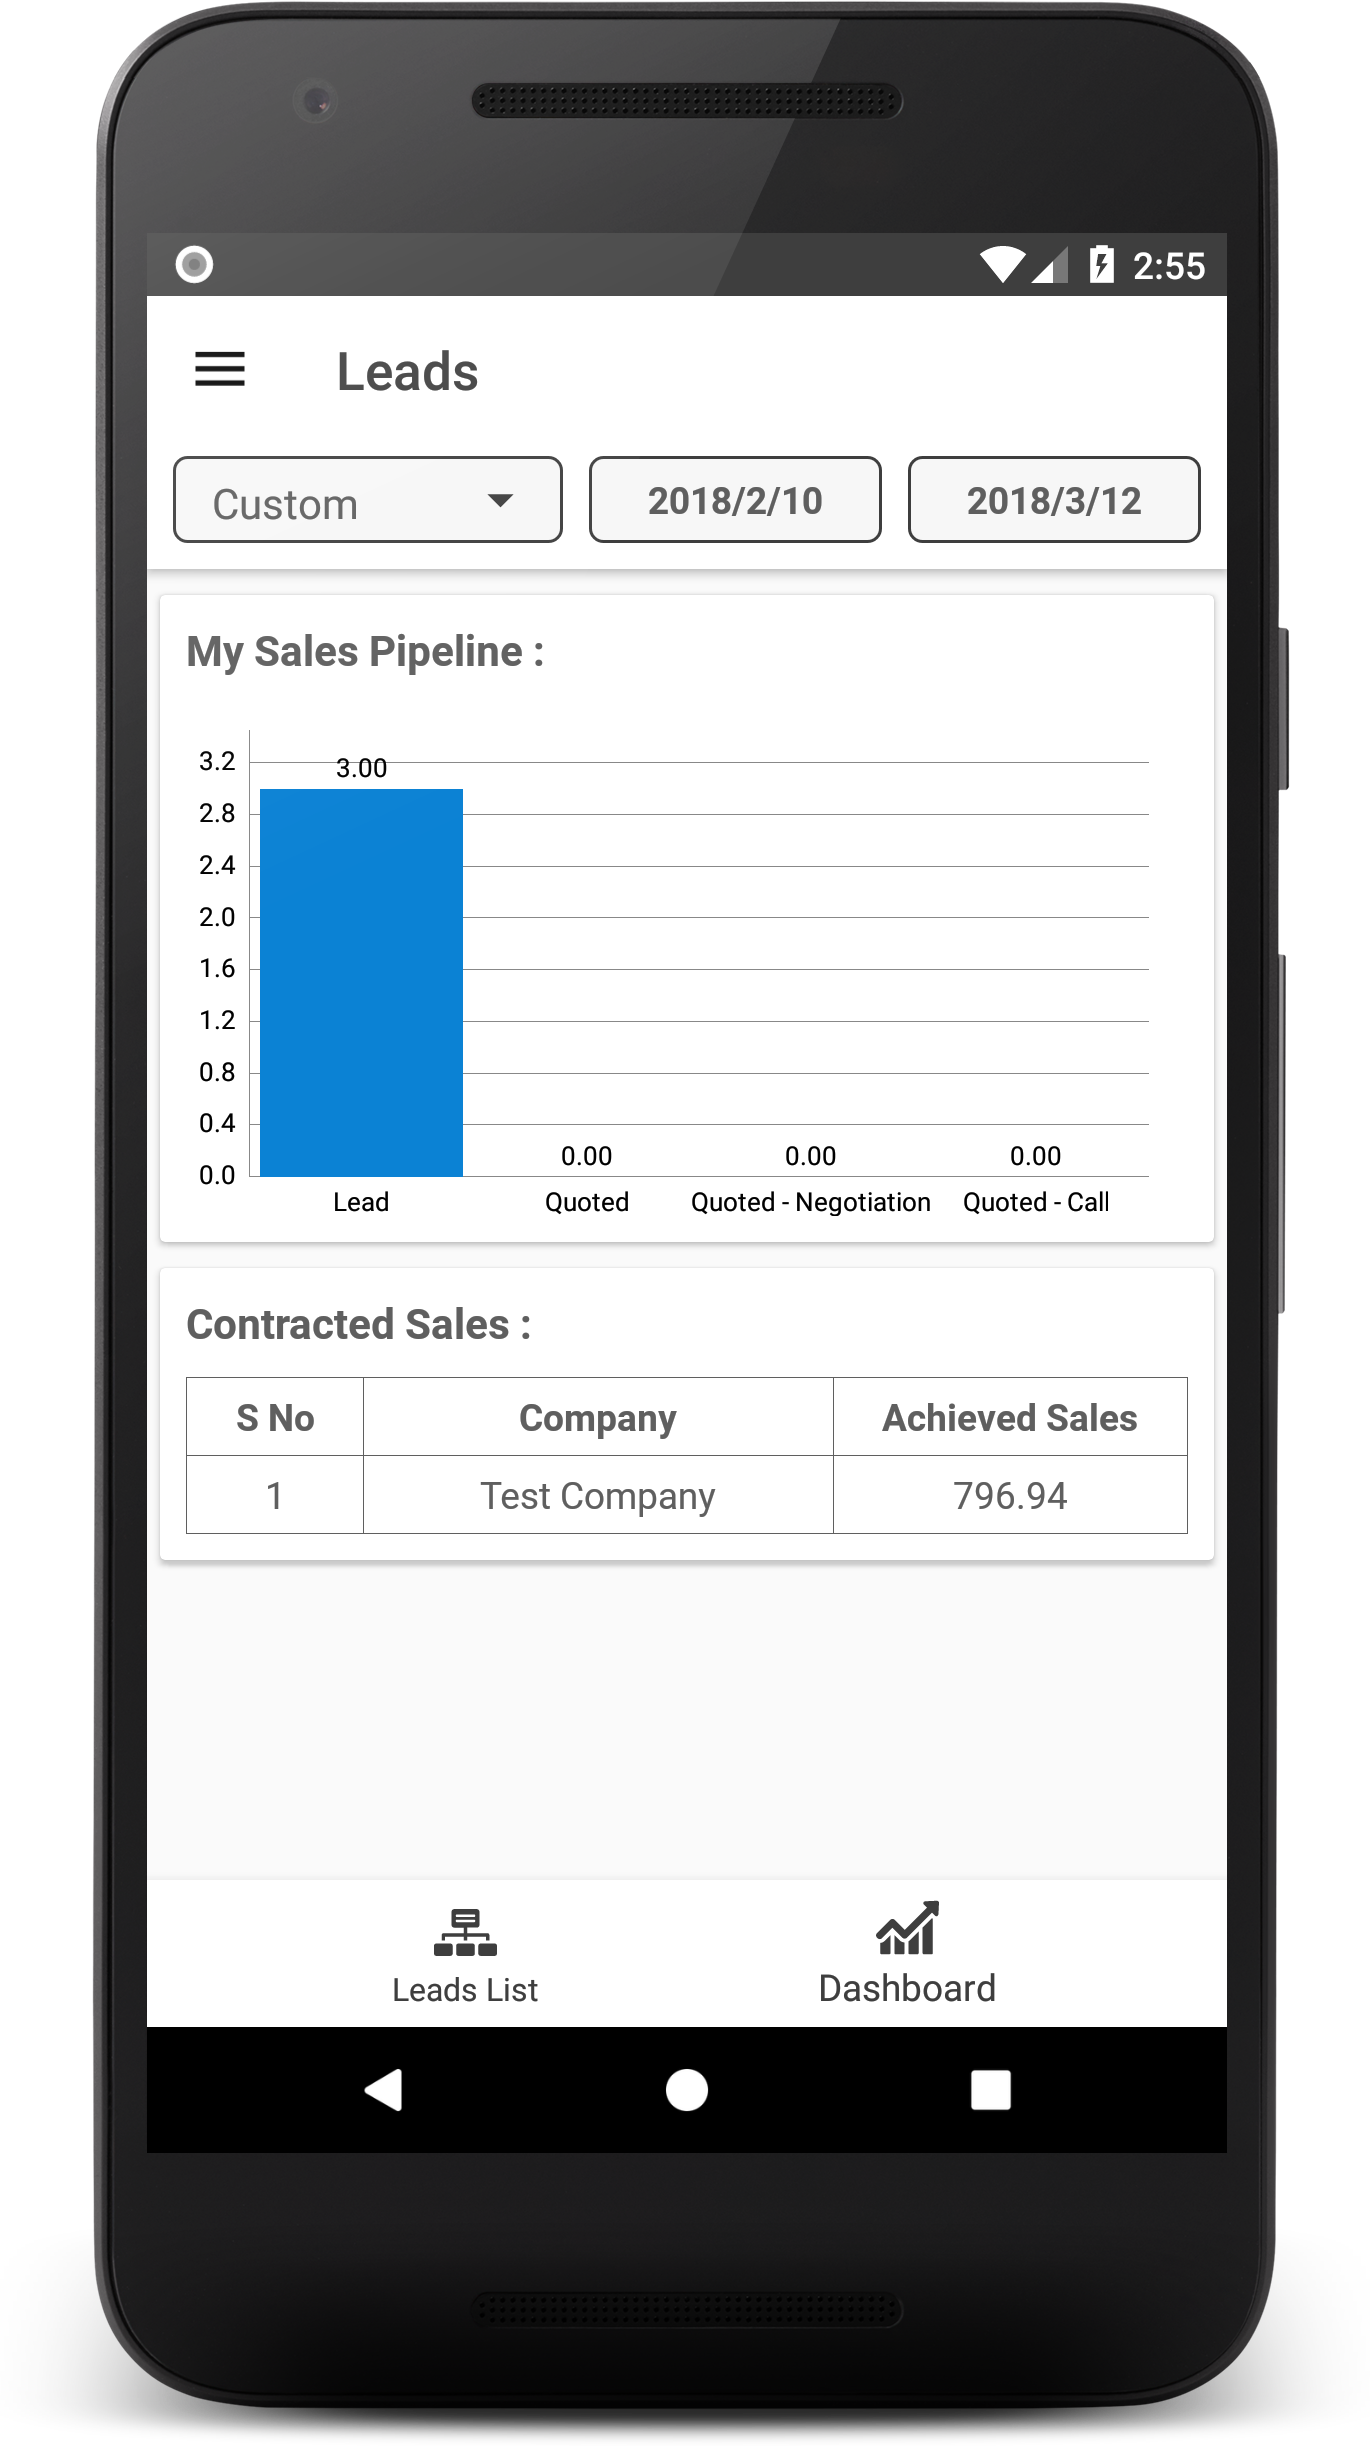 2:55
Leads
Custom 2018/2/10 2018/3/12
My Sales Pipeline :
3.2
3.00
2.8
2.4
2.0
1.6
1.2
0.8
0.4
0.00 0.00 0.00
0.0
Lead Quoted Quoted - Negotiation Quoted - Call
Contracted Sales :
S No Company Achieved Sales
1 Test Company 796.94
Leads List Dashboard